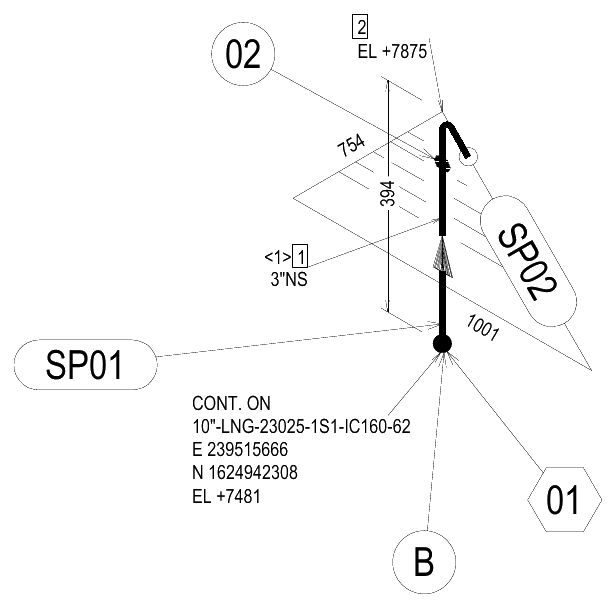 2
EL +7875
02
754
394
<1>1
3"NS
SP02
1001
SP01
CONT. ON
10"-LNG-23025-1S1-IC160-62
E 239515666
N 1624942308
EL +7481
01
B